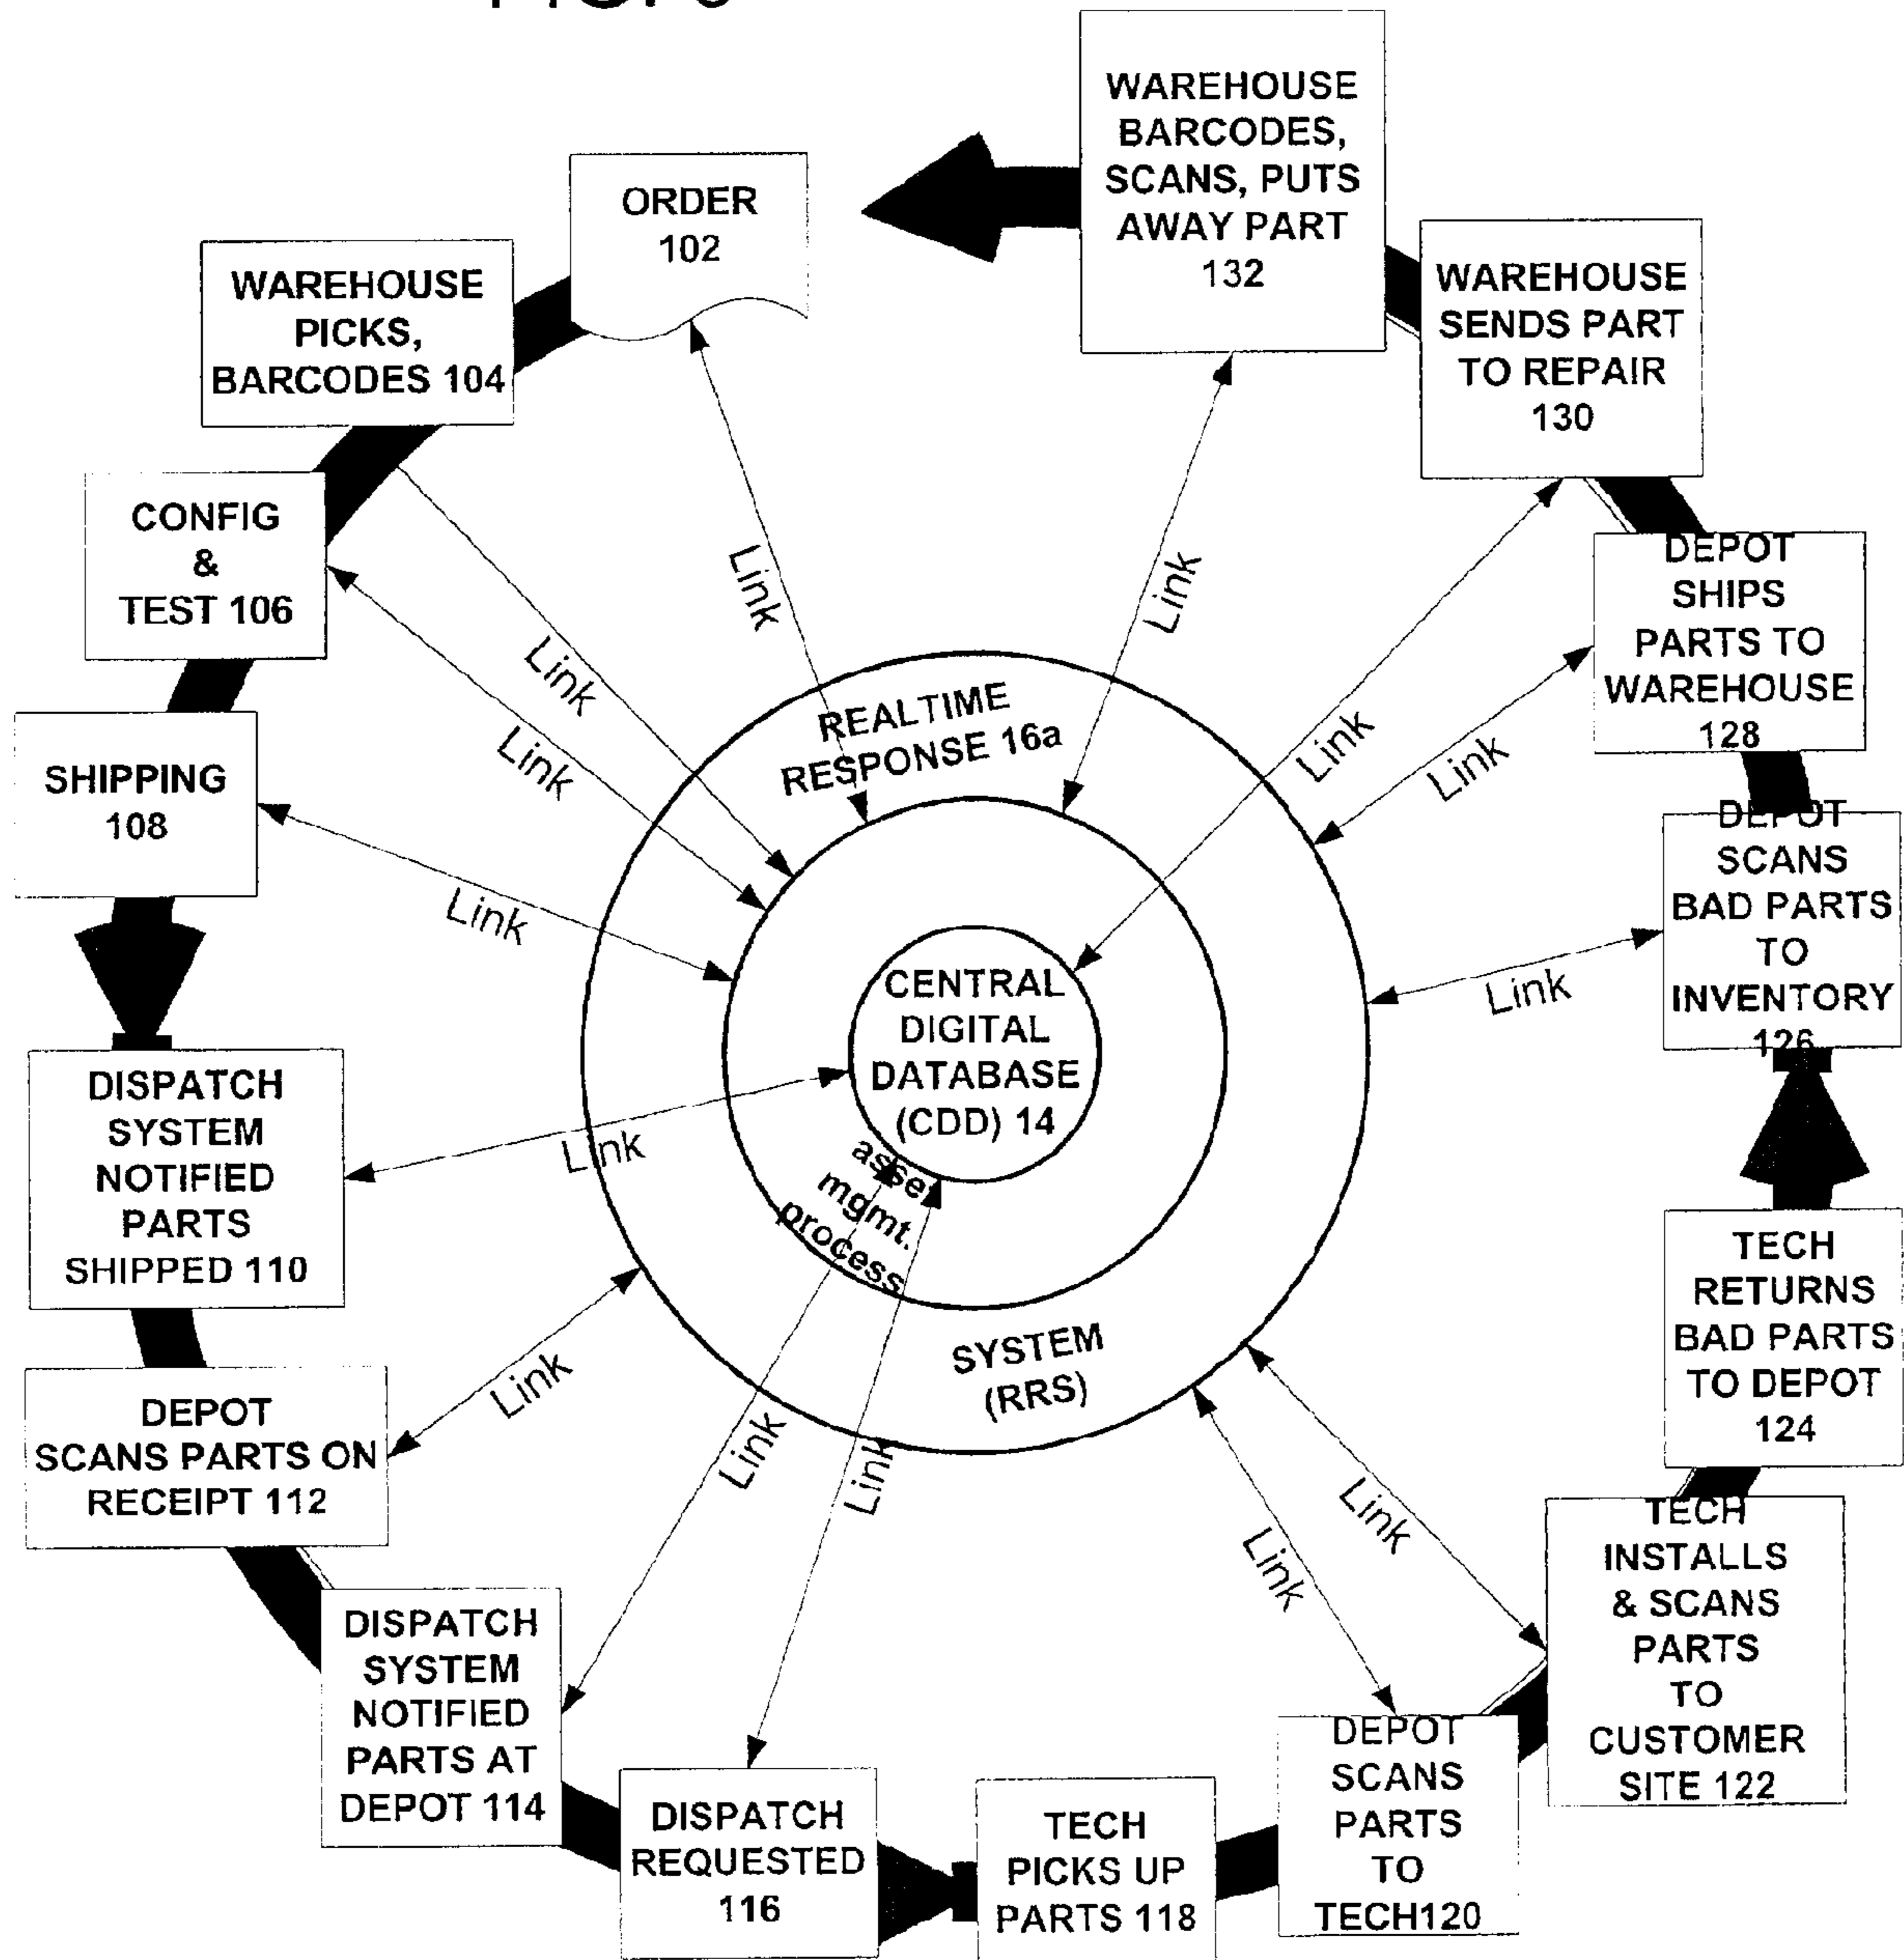 ORDER
102
WAREHOUSE
PICKS,
BARCODES 104
CONFIG
&
TEST 106
SHIPPING
108
DISPATCH
SYSTEM
NOTIFIED
PARTS
SHIPPED 110
DEPOT
SCANS PARTS ON
RECEIPT 112
DISPATCH
SYSTEM
NOTIFIED
PARTS AT
DEPOT 114
DISPATCH
REQUESTED
116
TECH
PICKS UP
PARTS 118
DEPOT
SCANS
PARTS
TO
TECH120
TECH
INSTALLS
& SCANS
PARTS
TO
CUSTOMER
SITE 122
TECH
RETURNS
BAD PARTS
TO DEPOT
124
DEPOT
SCANS
BAD PARTS
TO
INVENTORY
126
DEPOT
SHIPS
PARTS TO
WAREHOUSE
128
WAREHOUSE
SENDS PART
TO REPAIR
130
WAREHOUSE
BARCODES,
SCANS, PUTS
AWAY PART
132
Link
Link
Link
Link
Link
Link
Link
Link
Link
Link
Link
Link
Link
Link
REALTIME
RESPONSE 16a
CENTRAL
DIGITAL
DATABASE
(CDD) 14
mgmt.
process
SYSTEM
(RRS)